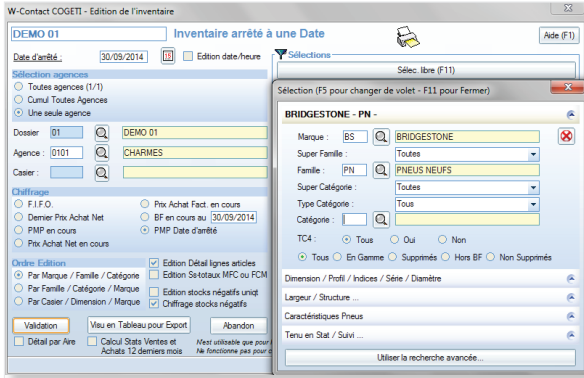 W-Contact COGETI - Edition de l'inventaire
DEMO 01
Inventaire arrêté à une Date
Aide (F1)
Date d'arrêté :
30/09/2014
15
Edition date/heure
Sélections
Sélec. libre (F11)
Sélection agences
Toutes agences (1/1)
Cumul Toutes Agences
Une seule agence
Dossier
01
DEMO 01
Agence :
0101
CHARMES
Casier :
Chiffrage
F.I.F.O.
Prix Achat Fact. en cours
Dernier Prix Achat Net
BF en cours au
30/09/2014
PMP en cours
PMP Date d'arrêté
Prix Achat Net en cours
Ordre Edition
Edition Détail lignes articles
Par Marque / Famille / Catégorie
Edition Ss-totaux MFC ou FCM
Par Famille / Catégorie / Marque
Edition stocks négatifs uniqt
Par Casier / Dimension / Marque
Chiffrage stocks négatifs
Validation
Visu en Tableau pour Export
Abandon
Détail par Aire
Calcul Stats Ventes et
Achats 12 derniers mois
N'est utilisable que pour
Ne fonctionne pas pour
Sélection (F5 pour changer de volet - F11 pour Fermer)
BRIDGESTONE - PN -
Marque :
BS
BRIDGESTONE
Super Famille :
Toutes
Famille :
PN
PNEUS NEUFS
Super Catégorie :
Toutes
Type Catégorie :
Tous
Catégorie :
TC4 :
Tous
Oui
Non
Tous
En Gamme
Supprimés
Hors BF
Non Supprimés
Dimension / Profil / Indices / Série / Diamètre
Largeur / Structure ...
Caractéristiques Pneus
Tenu en Stat / Suivi ...
Utiliser la recherche avancée...